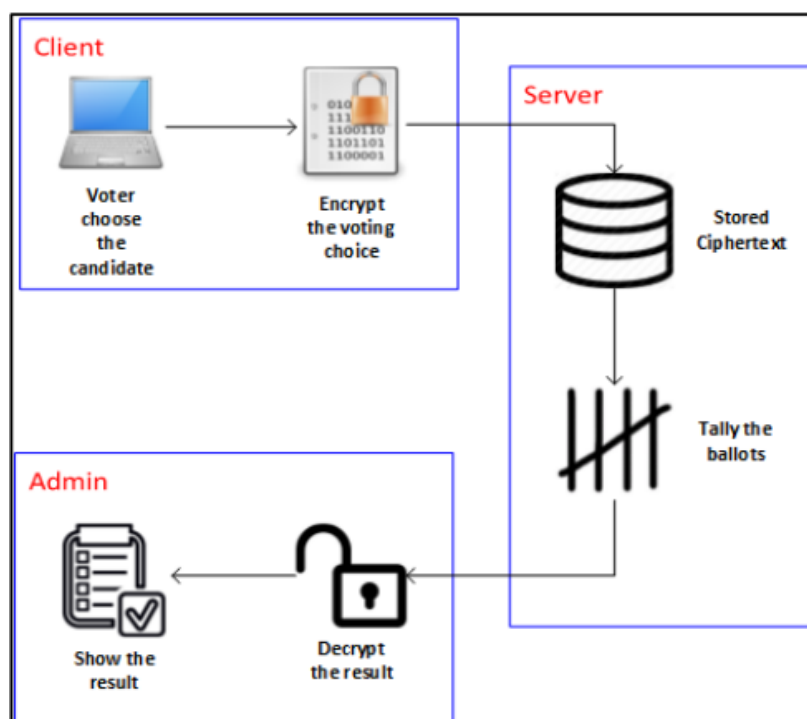 Client
Voter
choose
the
candidate
010
111
1100110
1101101
1100001
Encrypt
the voting
choice
Server
Stored
Ciphertext
Tally the
ballots
Admin
Show the
result
Decrypt
the result